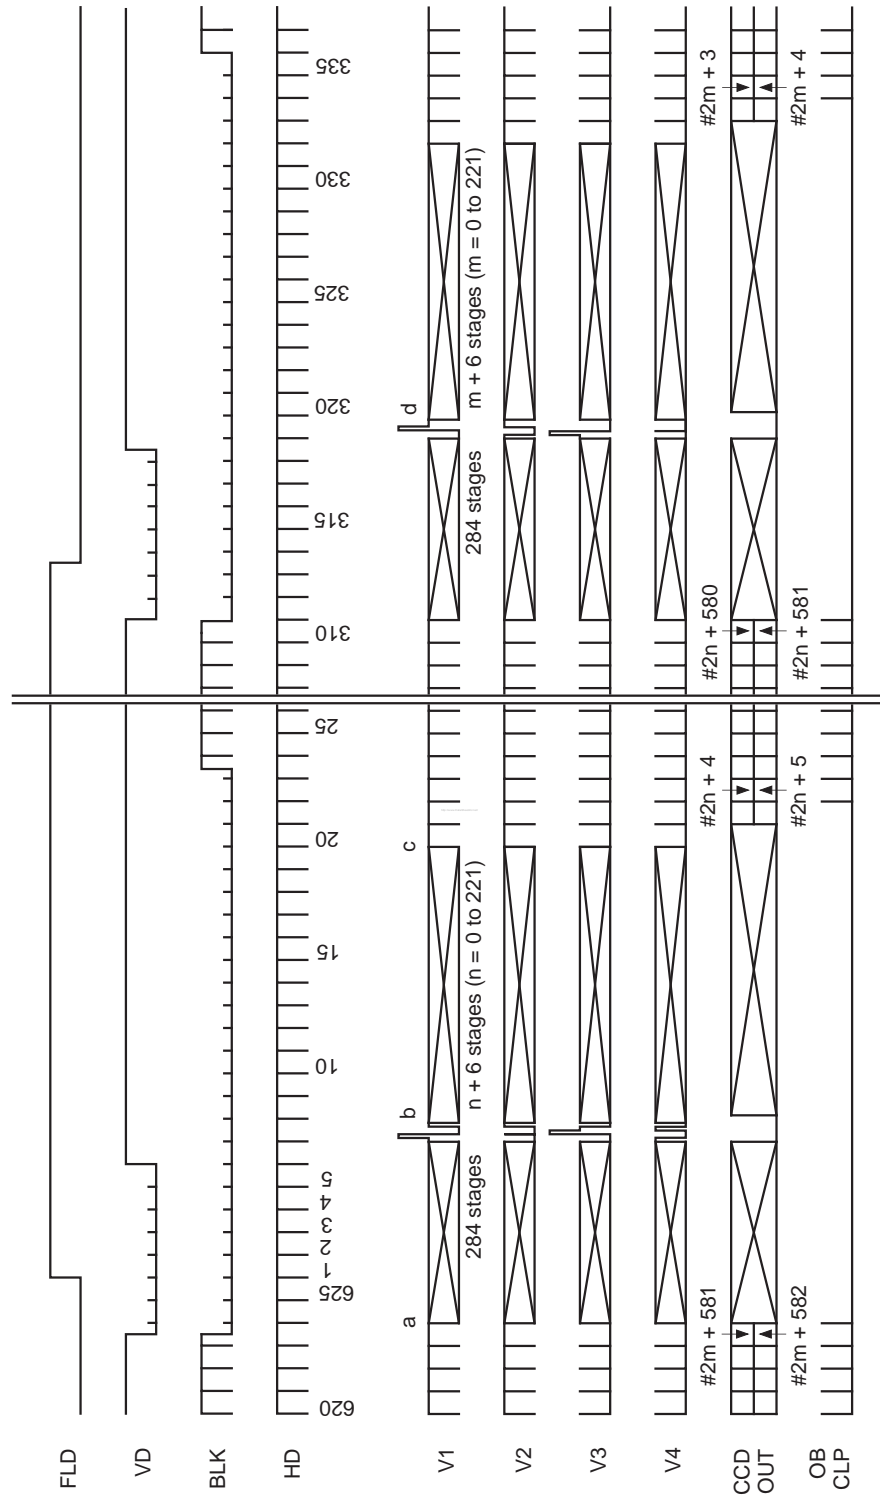 FLD
VD
BLK
HD
620
625
1
2
3
4
5
10
15
20
25
310
315
320
325
330
335
a
b
c
d
V1
284 stages
n + 6 stages (n = 0 to 221)
284 stages
m + 6 stages (m = 0 to 221)
V2
V3
V4
#2m + 581
#2n + 4
#2n + 580
#2m + 3
CCD
OUT
#2m + 582
#2n + 5
#2n + 581
#2m + 4
OB
CLP